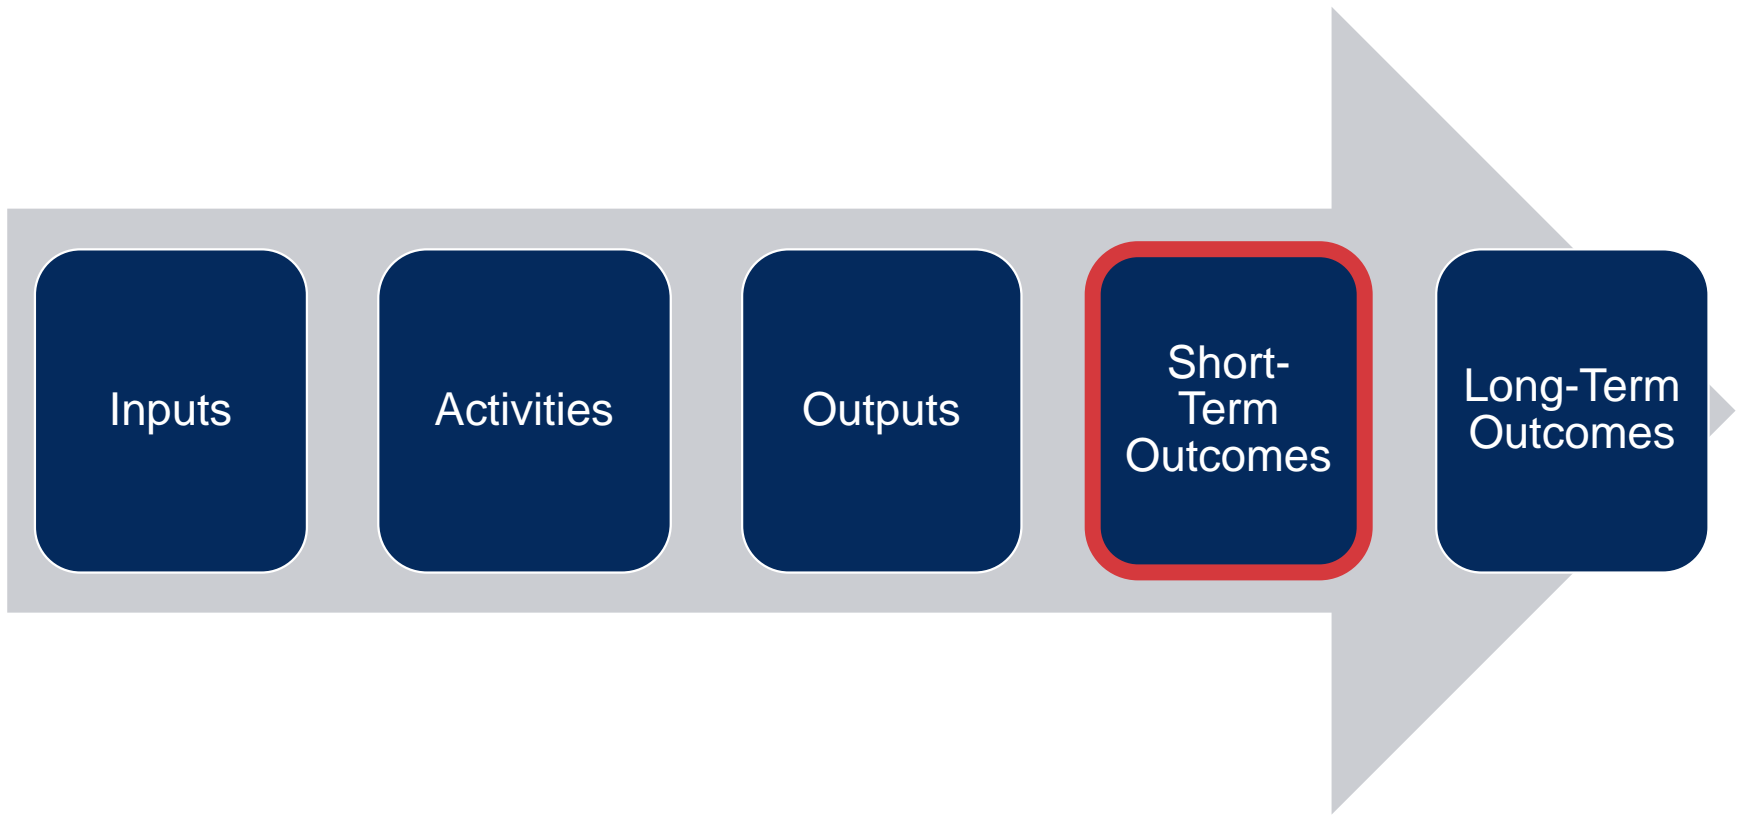 Inputs
Activities
Outputs
Short-
Term
Outcomes
Long-Term
Outcomes